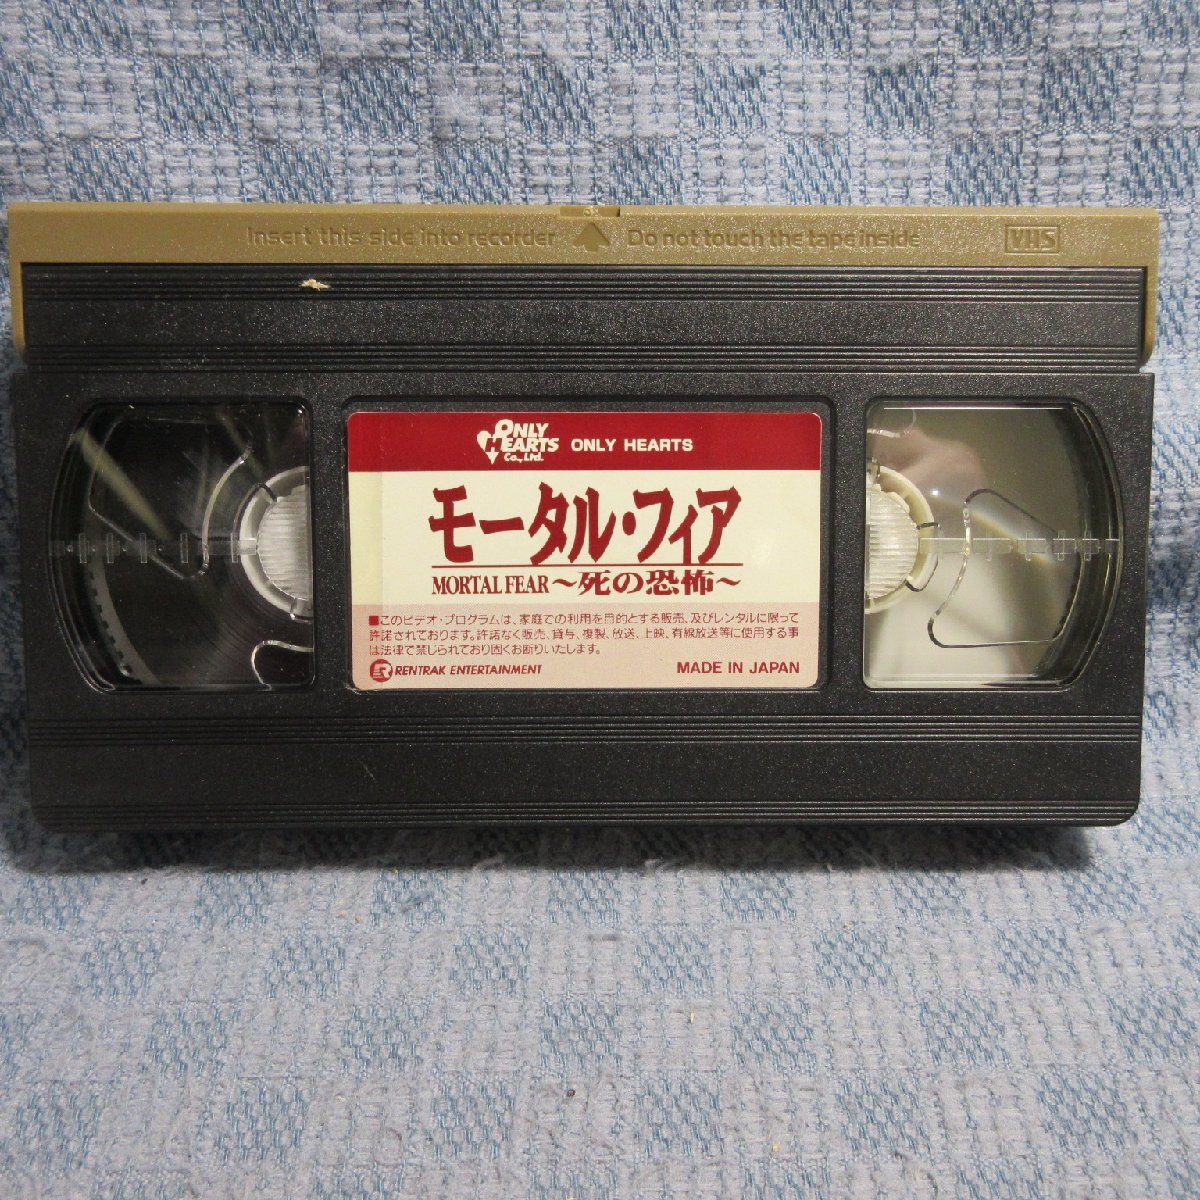 Insert this side into recorder Do not touch the tape inside VHS
ONLY
HEARTS
Co., Ltd.
ONLY HEARTS
モータル・フィア
MORTAL FEAR ～死の恐怖～
■このビデオ・プログラムは、家庭での利用を目的とする販売、及びレンタルに限って
許諾されております。許諾なく販売、貸与、複製、放送、上映、有線放送等に使用する事
は法律で禁じられており固くお断りいたします。
RENTRAK ENTERTAINMENT MADE IN JAPAN